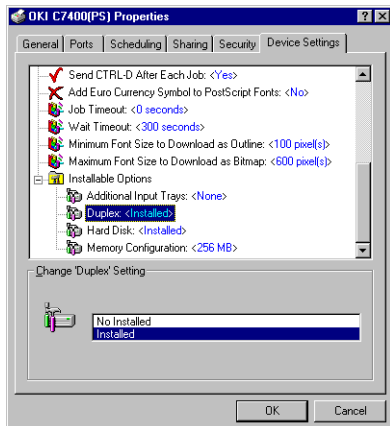 OKI C7400(PS) Properties
General Ports Scheduling Sharing Security Device Settings
Send CTRL-D After Each Job: <Yes>
Add Euro Currency Symbol to PostScript Fonts: <No>
Job Timeout: <0 seconds>
Wait Timeout: <300 seconds>
Minimum Font Size to Download as Outline: <100 pixel(s)>
Maximum Font Size to Download as Bitmap: <600 pixel(s)>
Installable Options
Additional Input Trays: <None>
Duplex: <Installed>
Hard Disk: <Installed>
Memory Configuration: <256 MB>
Change 'Duplex' Setting
No Installed
Installed
OK Cancel